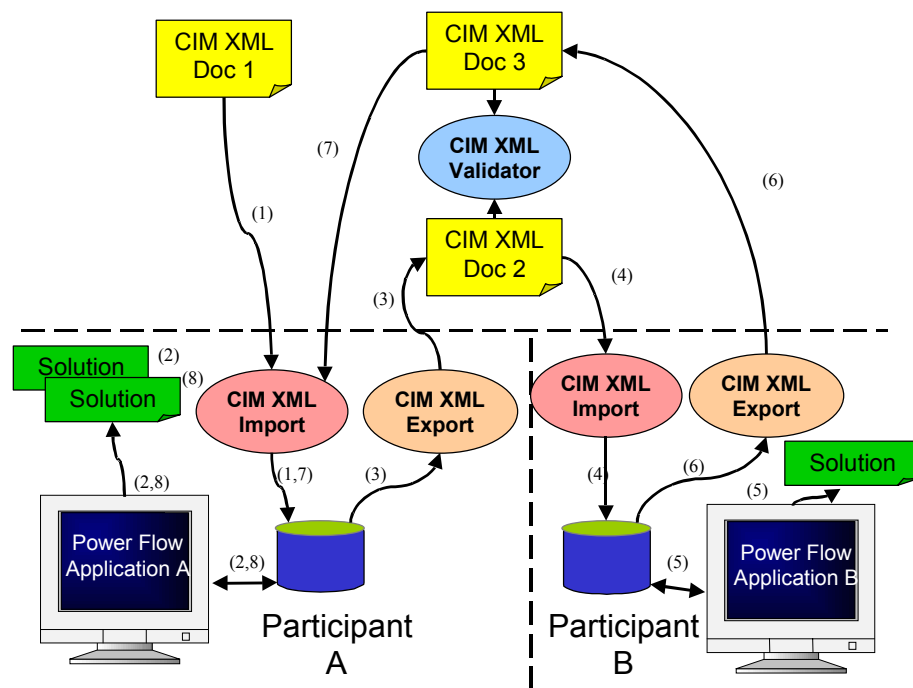 CIM XML
Doc 1
CIM XML
Doc 3
(7)
CIM XML
Validator
(6)
(1)
CIM XML
Doc 2
(3)
(4)
Solution
(2)
Solution
(8)
CIM XML
Import
CIM XML
Export
CIM XML
Import
CIM XML
Export
(2,8)
(1,7)
(3)
(4)
(6)
(5)
Solution
Power Flow
Application A
(2,8)
(5)
Power Flow
Application B
Participant
A
Participant
B